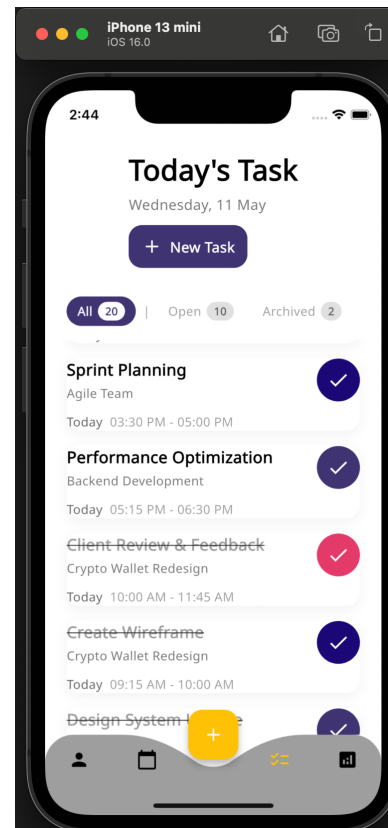 iPhone 13 mini
iOS 16.0
2:44
Today's Task
Wednesday, 11 May
+ New Task
All 20 | Open 10 Archived 2
Sprint Planning
Agile Team
Today 03:30 PM - 05:00 PM
Performance Optimization
Backend Development
Today 05:15 PM - 06:30 PM
Client Review & Feedback
Crypto Wallet Redesign
Today 10:00 AM - 11:45 AM
Create Wireframe
Crypto Wallet Redesign
Today 09:15 AM - 10:00 AM
Design System
+